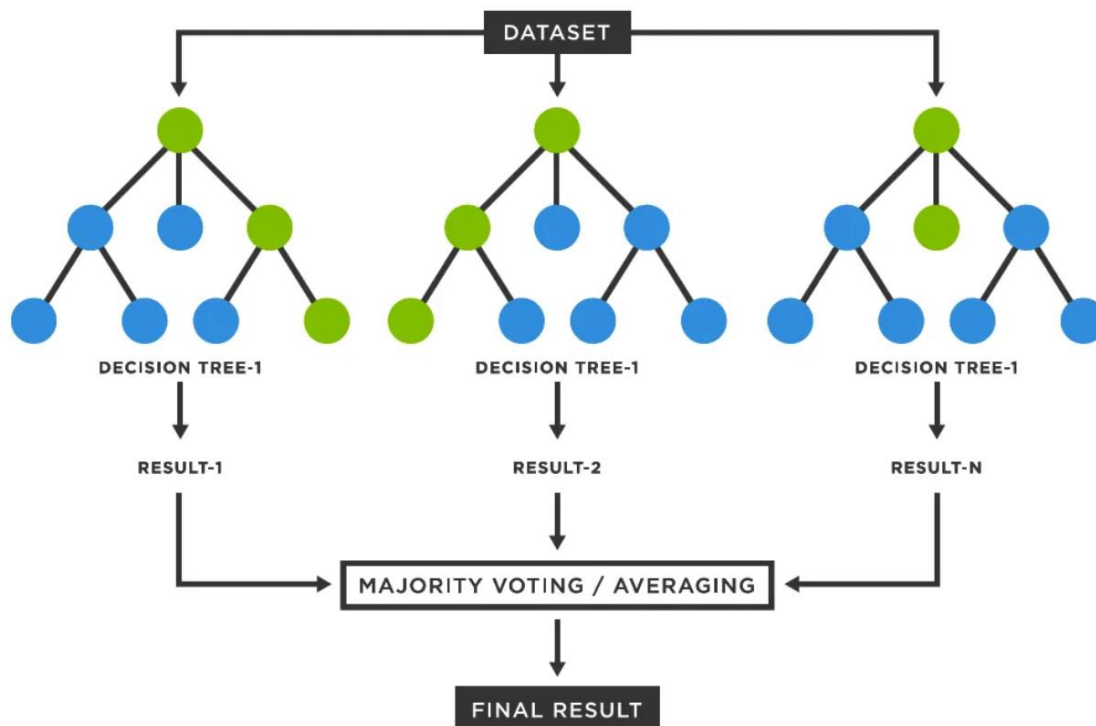 DATASET
DECISION TREE-1
DECISION TREE-1
DECISION TREE-1
RESULT-1
RESULT-2
RESULT-N
MAJORITY VOTING / AVERAGING
FINAL RESULT